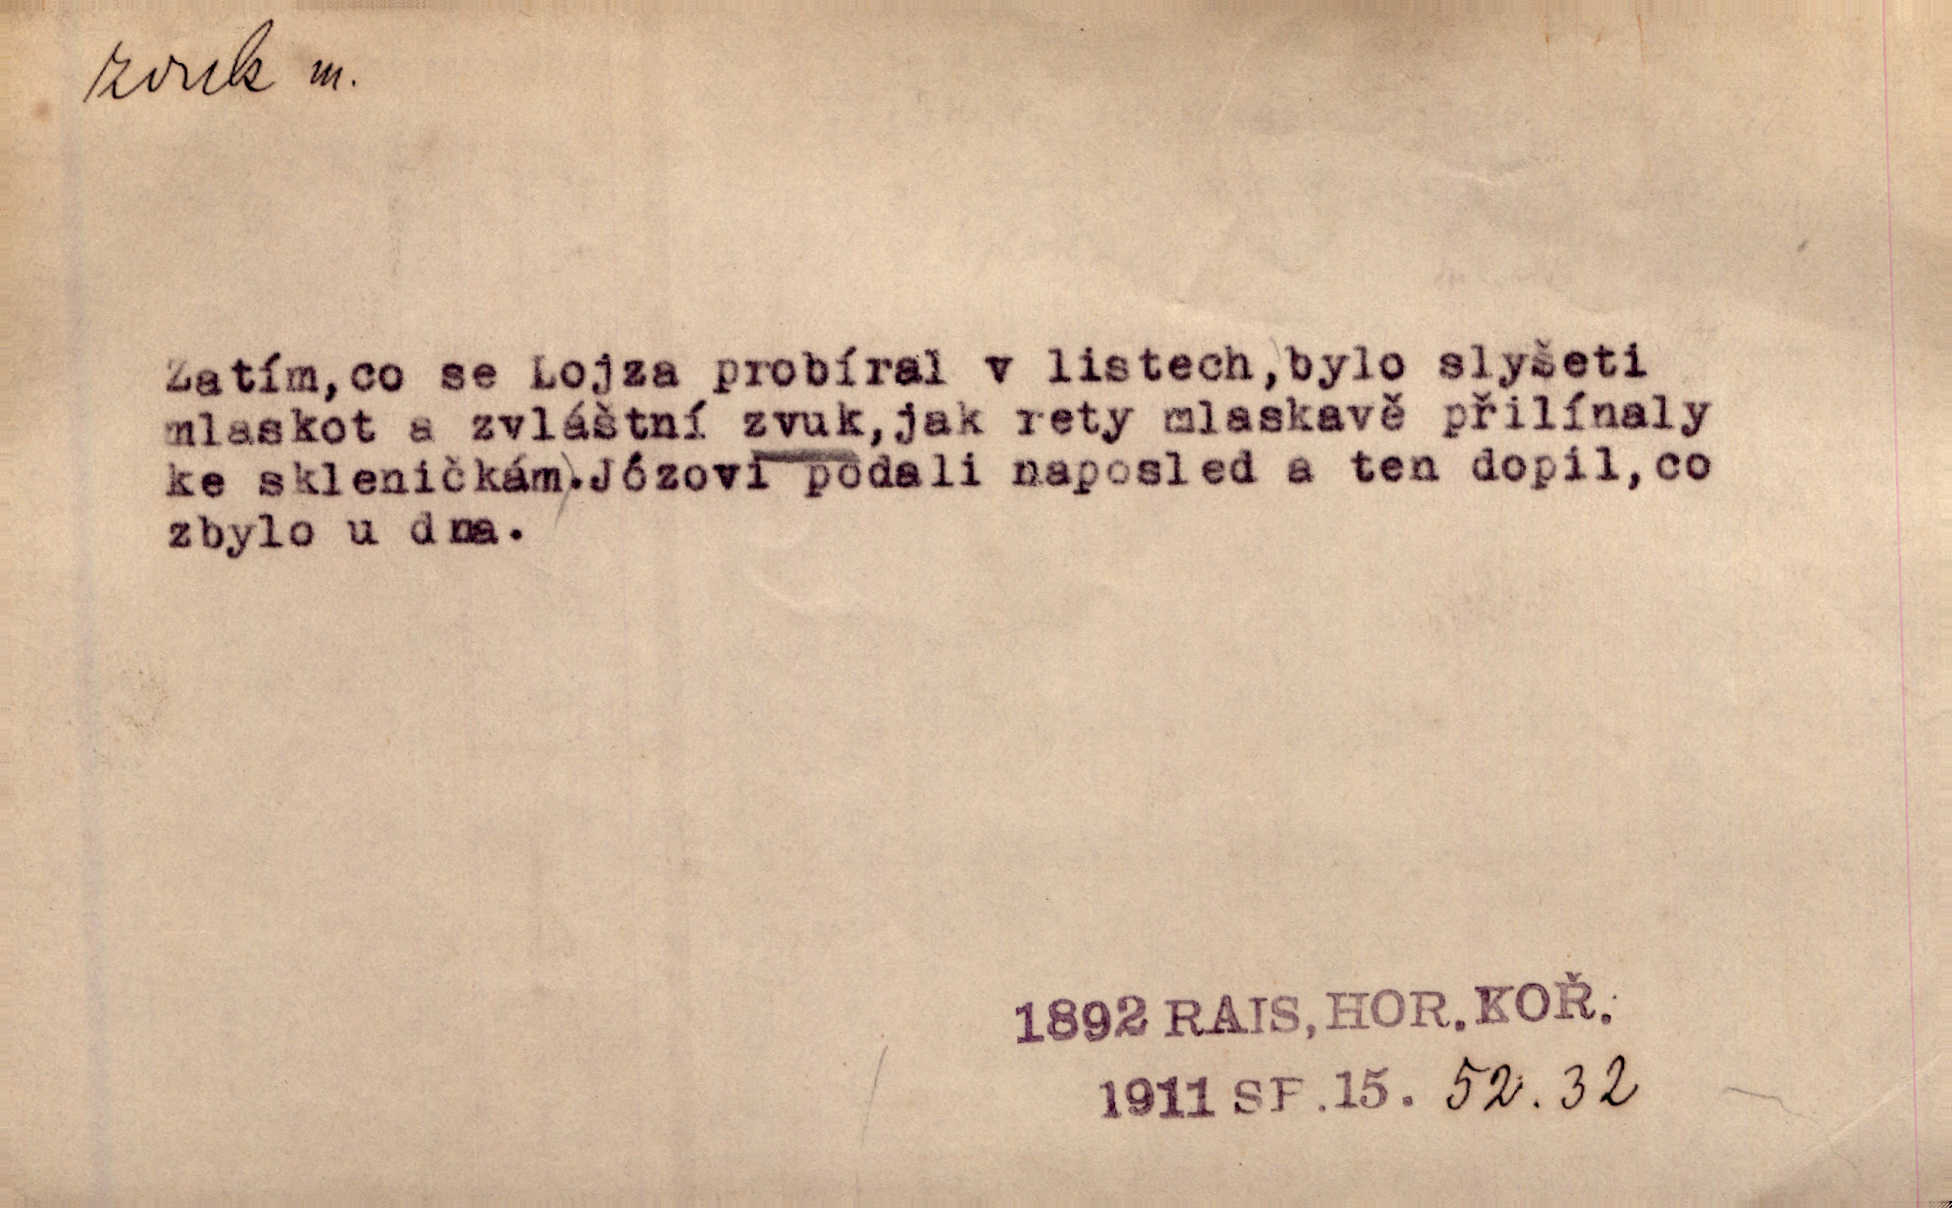 zvuk m.
Zatím,co se Lojza probíral v listech,bylo slyšeti
mlaskot a zvláštní zvuk,jak rety mlaskavě přilínaly
ke skleničkám).Józovi podali naposled a ten dopil,co
zbylo u dna.
1892 RAIS,HOR.KOŘ.
1911 SF.15. 52.32